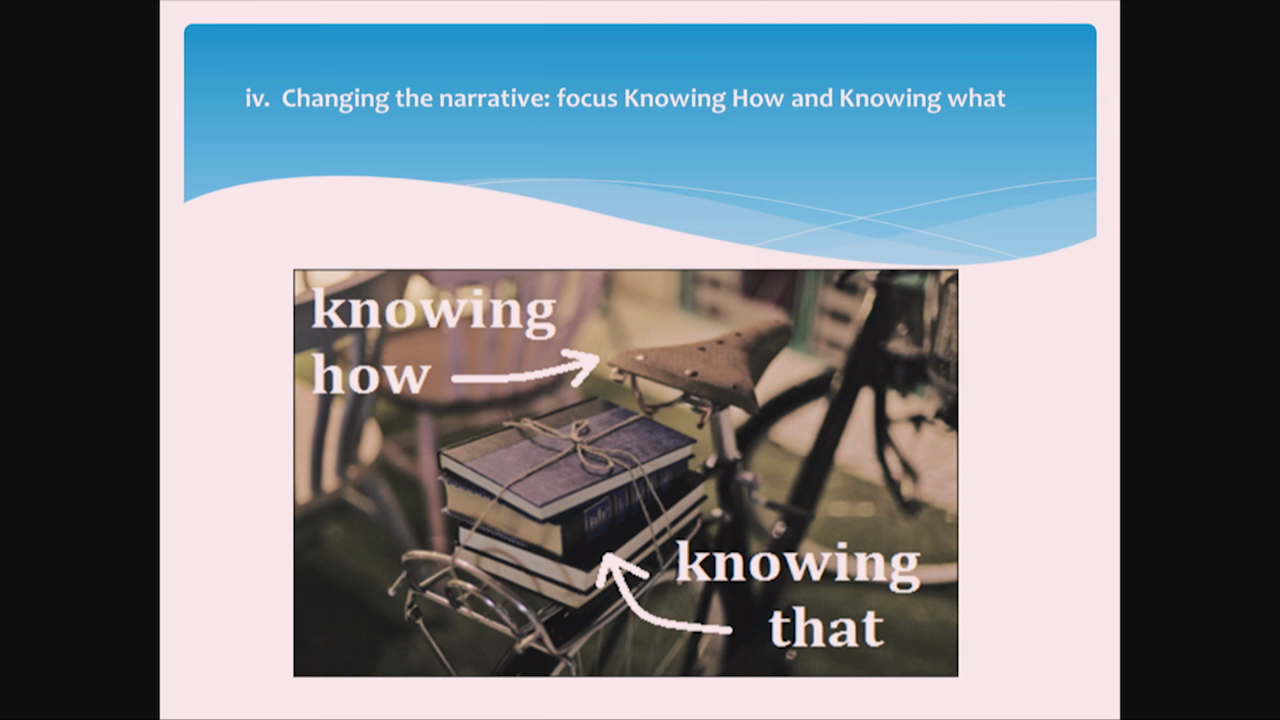 iv. Changing the narrative: focus Knowing How and Knowing what
knowing
how
knowing
that